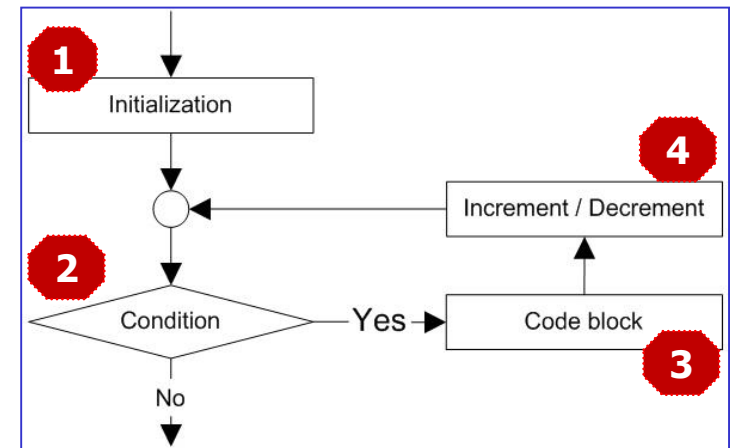 1
Initialization
4
Increment / Decrement
2
Condition
Yes
Code block
3
No